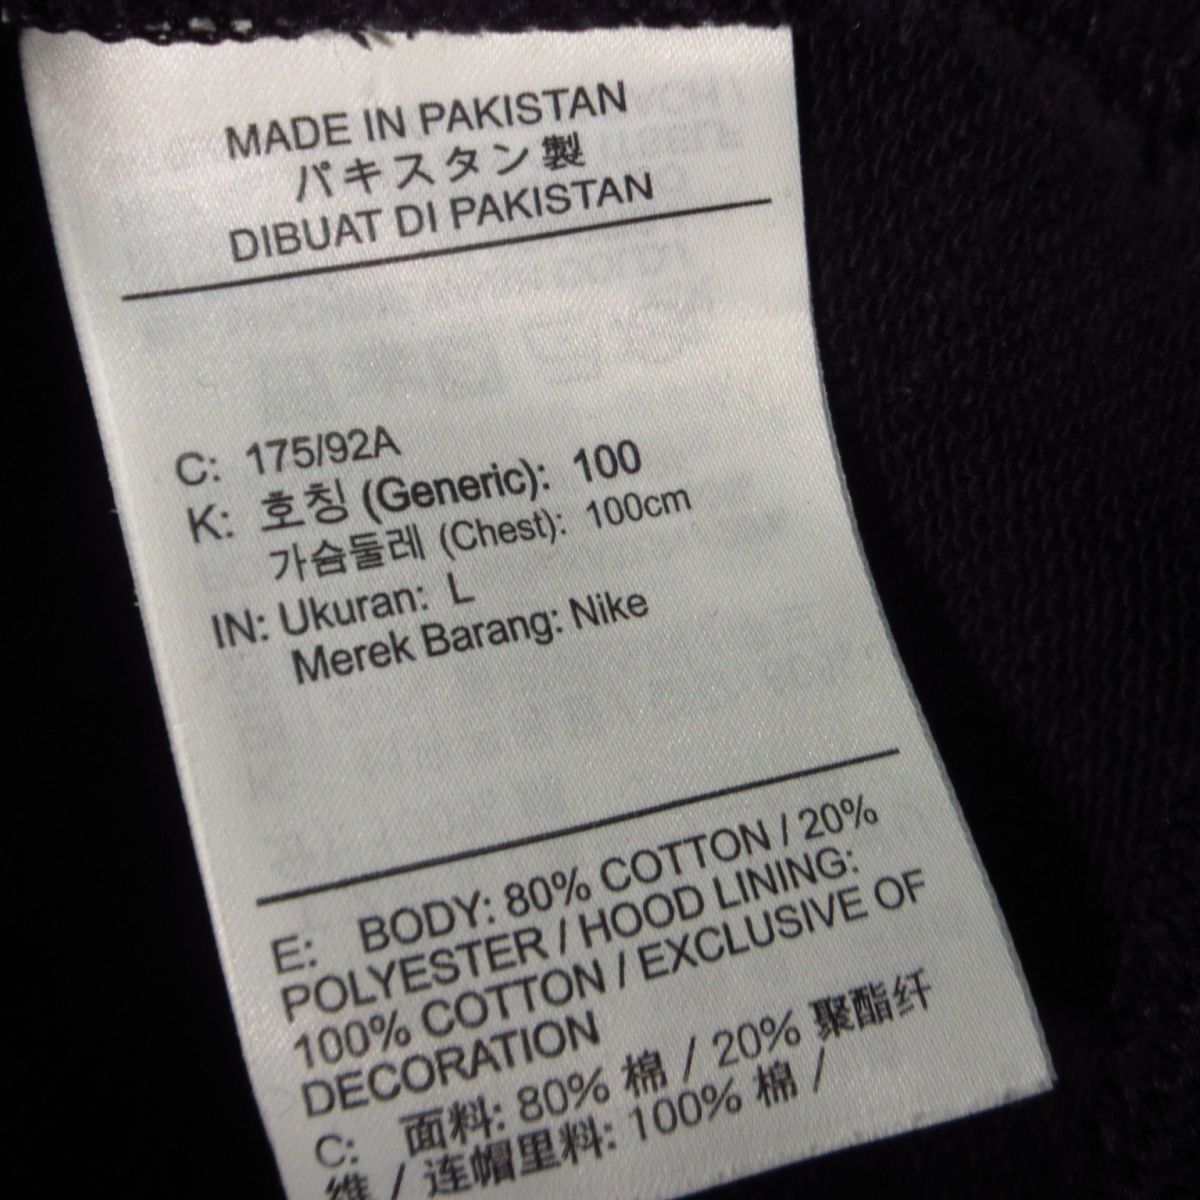 MADE IN PAKISTAN
パキスタン製
DIBUAT DI PAKISTAN
C: 175/92A
K: 호칭 (Generic): 100
가슴둘레 (Chest): 100cm
IN: Ukuran: L
Merek Barang: Nike
E: BODY: 80% COTTON / 20%
POLYESTER / HOOD LINING:
100% COTTON / EXCLUSIVE OF
DECORATION
C: 面料: 80% 棉 / 20% 聚酯纤
维 / 连帽里料: 100% 棉 /